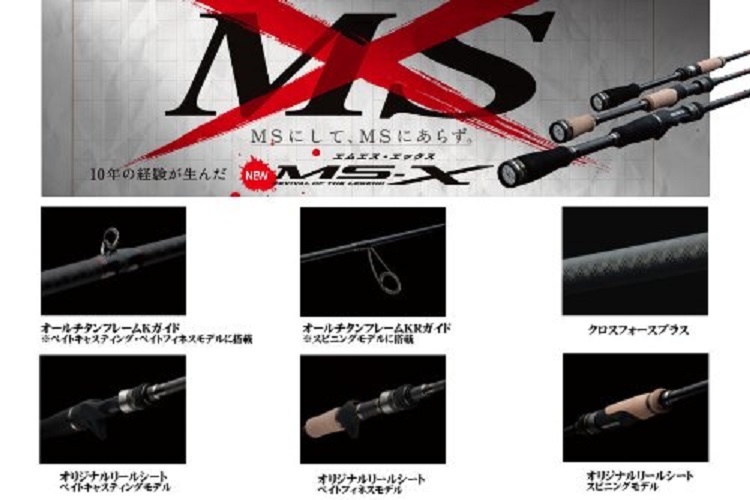 MS
MSにして、MSにあらず。
エムエス・エックス
10年の経験が生んだ NEW MS-X
REVIVAL OF THE LEGEND
オールチタンフレームKガイド
※ベイトキャスティング・ベイトフィネスモデルに搭載
オールチタンフレームKRガイド
※スピニングモデルに搭載
クロスフォースプラス
オリジナルリールシート
ベイトキャスティングモデル
オリジナルリールシート
ベイトフィネスモデル
オリジナルリールシート
スピニングモデル